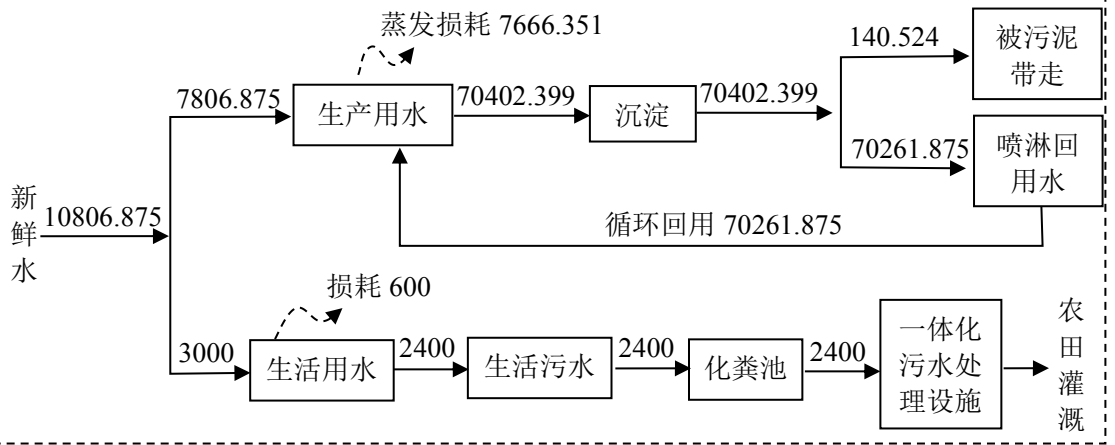 蒸发损耗 7666.351
140.524
被污泥
带走
7806.875
生产用水
70402.399
沉淀
70402.399
70261.875
喷淋回
用水
新
鲜
水
10806.875
循环回用 70261.875
损耗 600
3000
生活用水
2400
生活污水
2400
化粪池
2400
一体化
污水处
理设施
农
田
灌
溉